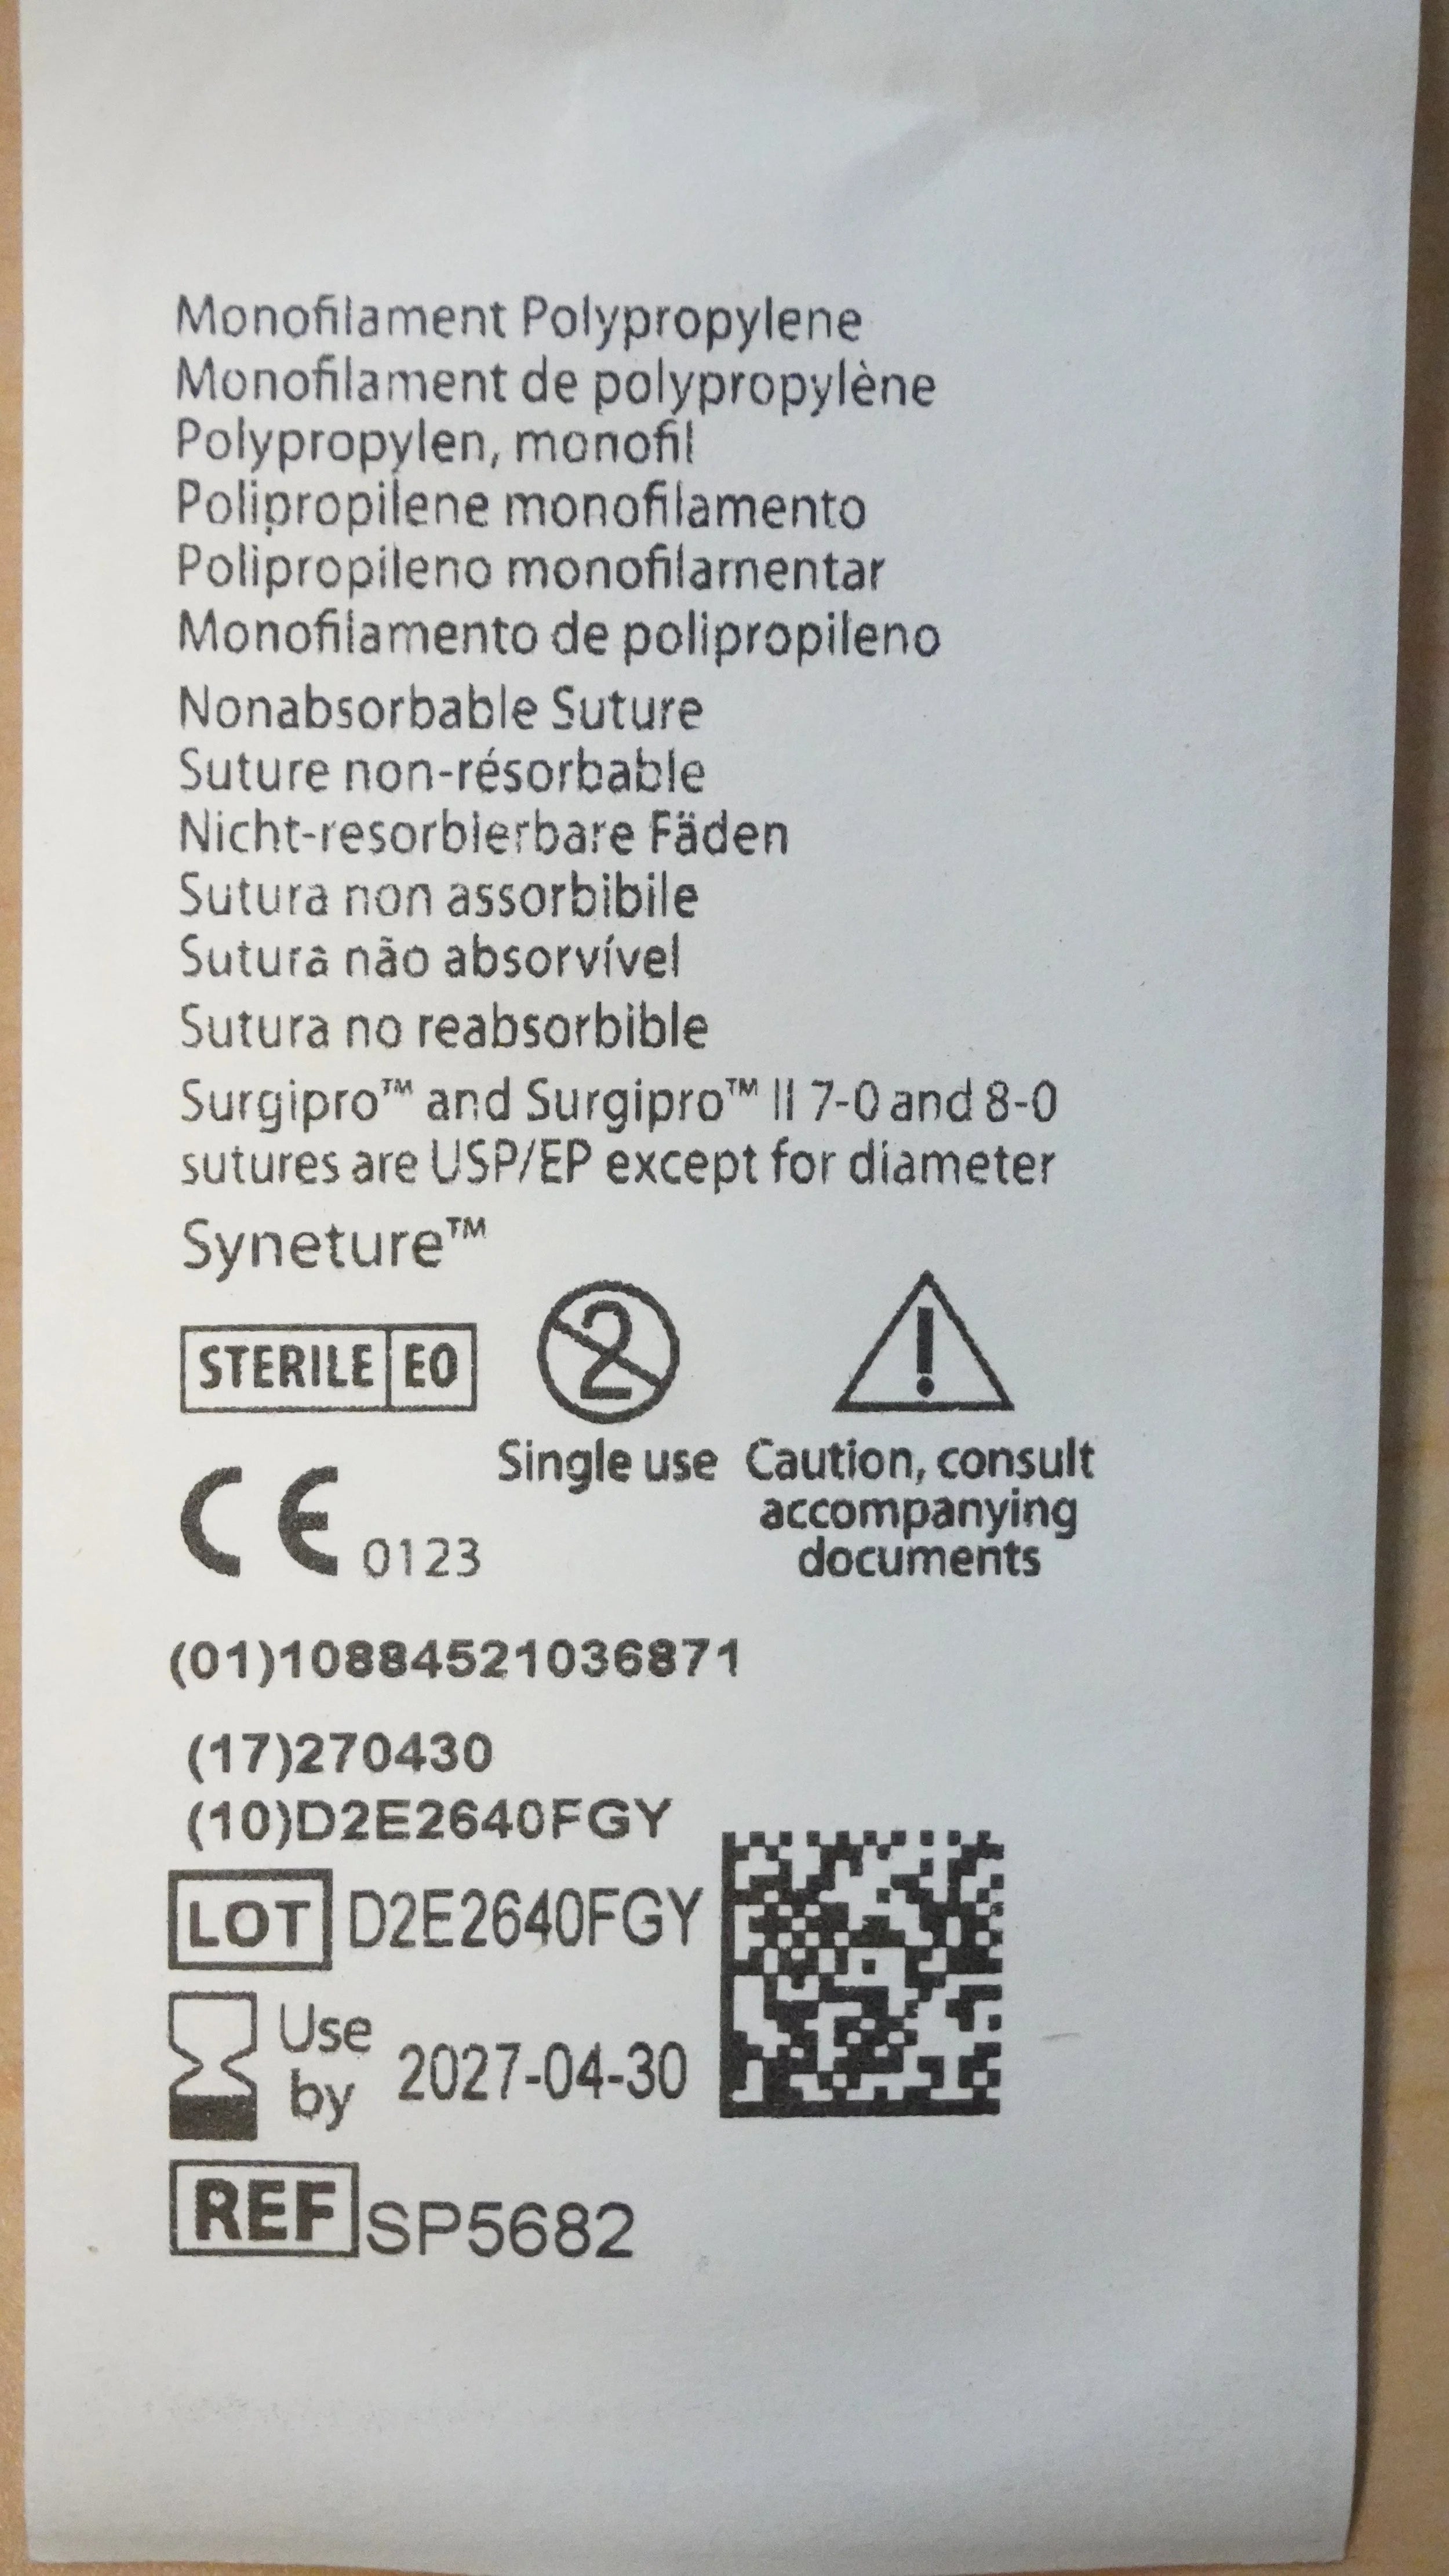 Monofilament Polypropylene
Monofilament de polypropylène
Polypropylen, monofil
Polipropilene monofilamento
Polipropileno monofilamentar
Monofilamento de polipropileno
Nonabsorbable Suture
Suture non-résorbable
Nicht-resorbierbare Fäden
Sutura non assorbibile
Sutura não absorvível
Sutura no reabsorbible
Surgipro™ and Surgipro™ II 7-0 and 8-0
sutures are USP/EP except for diameter
Syneture™
STERILE EO
2
!
Single use
Caution, consult
accompanying
documents
CE 0123
(01)10884521036871
(17)270430
(10)D2E2640FGY
LOT D2E2640FGY
Use
by 2027-04-30
REF SP5682